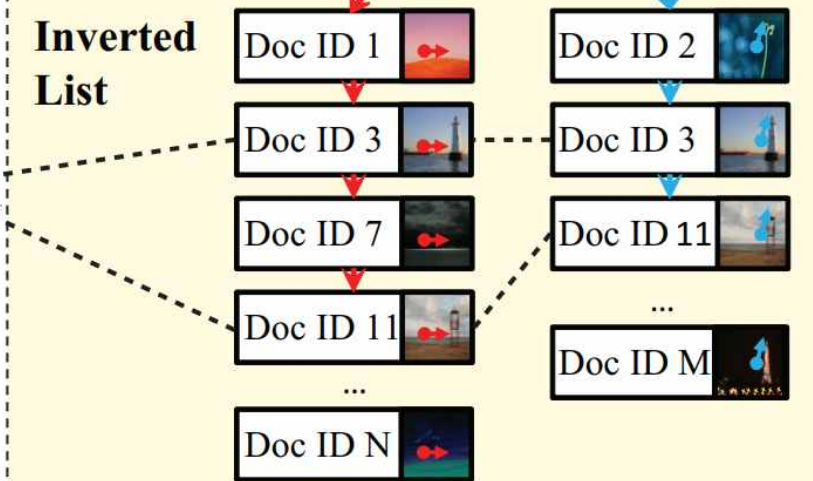 Inverted
List
Doc ID 1
Doc ID 3
Doc ID 7
Doc ID 11
...
Doc ID N
Doc ID 2
Doc ID 3
Doc ID 11
...
Doc ID M